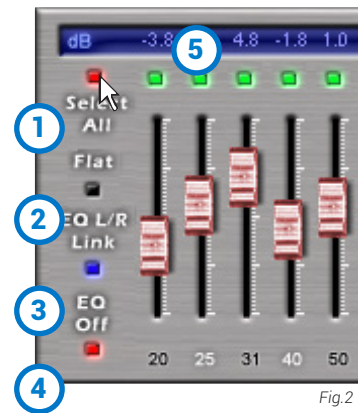 dB -3.8 5 4.8 -1.8 1.0
Select
All
1
Flat
2
EQ L/R
Link
3
EQ
Off
20 25 31 40 50
4
Fig.2